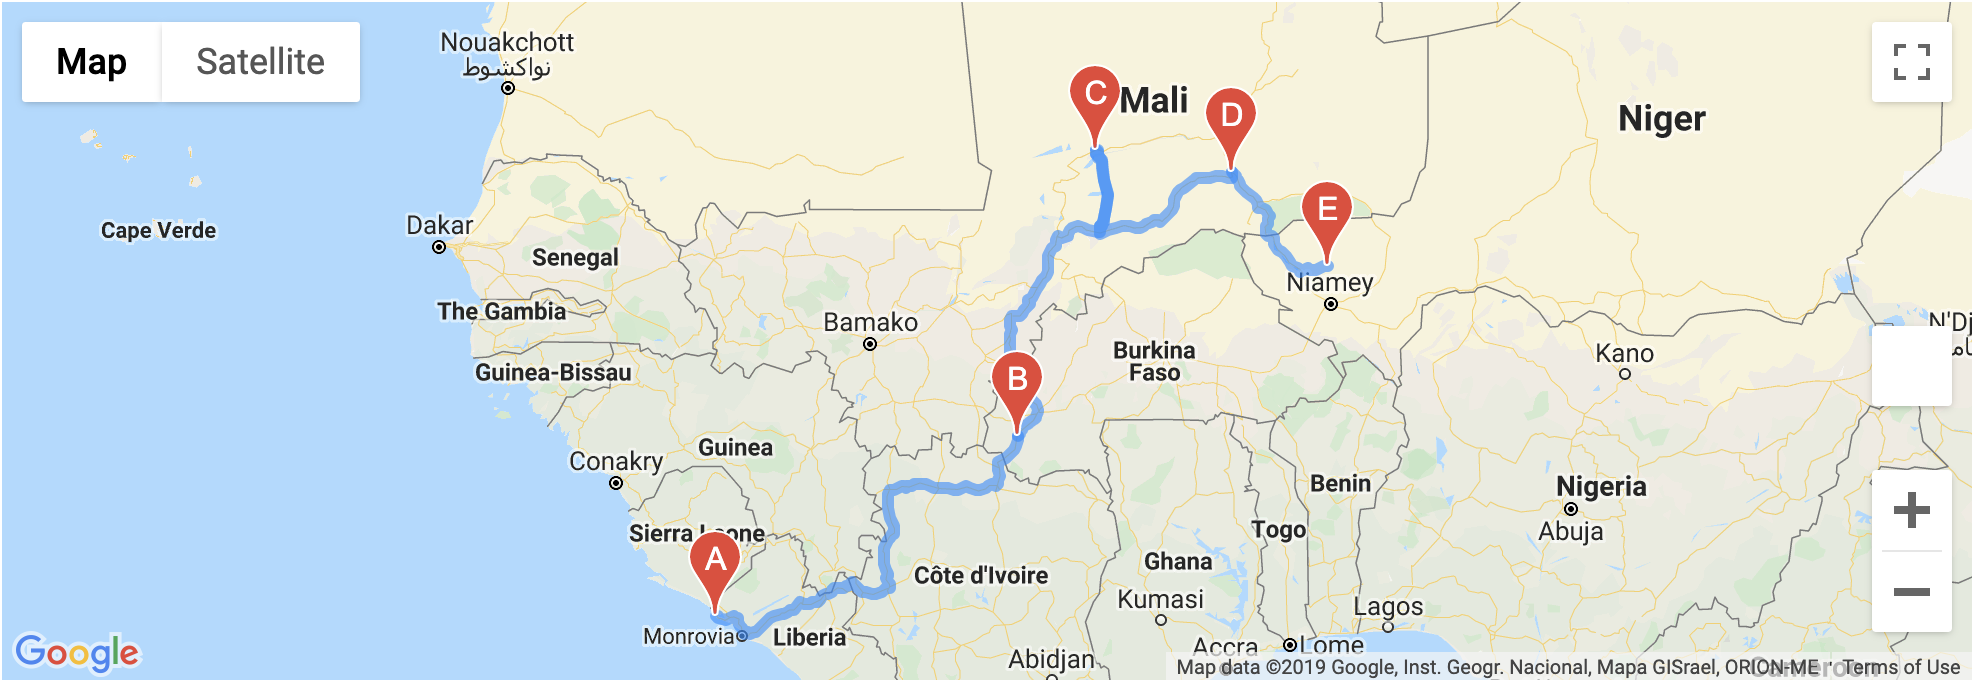 Map
Satellite
Nouakchott
نواكشوط
C
Mali
D
Niger
Cape Verde
Dakar
Senegal
E
The Gambia
Niamey
Bamako
N'Dj
Burkina
Faso
Kano
Guinea-Bissau
B
Guinea
Conakry
Benin
Nigeria
Abuja
Sierra Leone
Togo
A
Côte d'Ivoire
Ghana
Kumasi
Lagos
Monrovia
Liberia
Accra
Lome
Abidjan
Google
Cameroon
Map data ©2019 Google, Inst. Geogr. Nacional, Mapa GISrael, ORION-ME
Terms of Use